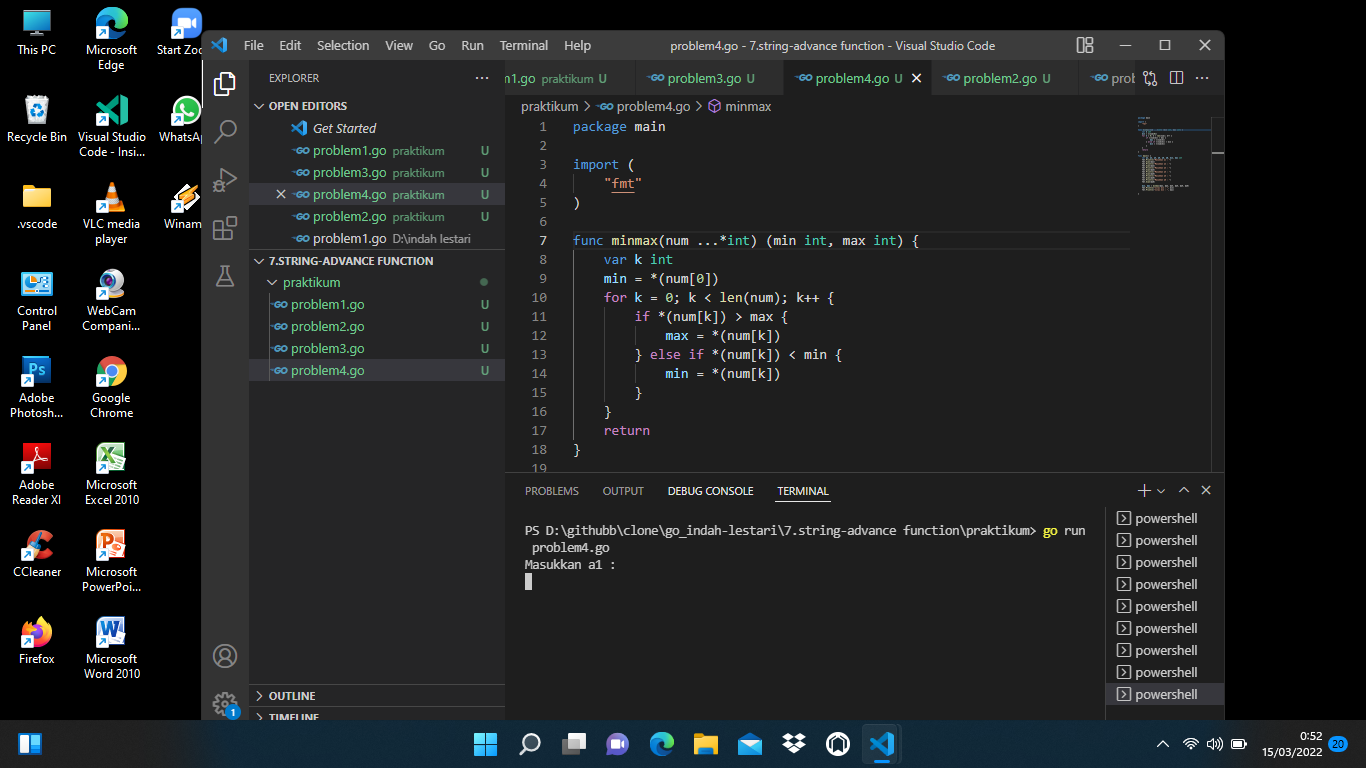 This PC
Microsoft
Edge
Start Zoo
Recycle Bin
Visual Studio
Code - Insi...
WhatsAp
.vscode
VLC media
player
Winam
Control
Panel
WebCam
Compani...
Adobe
Photosh...
Google
Chrome
Adobe
Reader XI
Microsoft
Excel 2010
CCleaner
Microsoft
PowerPoi...
Firefox
Microsoft
Word 2010
File Edit Selection View Go Run Terminal Help
problem4.go - 7.string-advance function - Visual Studio Code
EXPLORER
OPEN EDITORS
Get Started
problem1.go praktikum U
problem3.go praktikum U
problem4.go praktikum U
problem2.go praktikum U
problem1.go D:\indah lestari
7.STRING-ADVANCE FUNCTION
praktikum
problem1.go U
problem2.go U
problem3.go U
problem4.go U
OUTLINE
TIMELINE
1
m1.go praktikum U problem3.go U problem4.go U problem2.go U prob
praktikum > problem4.go > minmax
1 package main
2
3 import (
4 "fmt"
5 )
6
7 func minmax(num ...*int) (min int, max int) {
8 var k int
9 min = *(num[0])
10 for k = 0; k < len(num); k++ {
11 if *(num[k]) > max {
12 max = *(num[k])
13 } else if *(num[k]) < min {
14 min = *(num[k])
15 }
16 }
17 return
18 }
19
PROBLEMS OUTPUT DEBUG CONSOLE TERMINAL
PS D:\githubb\clone\go_indah-lestari\7.string-advance function\praktikum> go run
problem4.go
Masukkan a1 :
powershell
powershell
powershell
powershell
powershell
powershell
powershell
powershell
powershell
0:52
15/03/2022
20